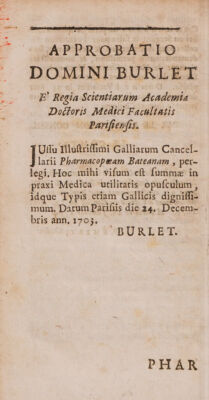 APPROBATIO
DOMINI BURLET
E' Regia Scientiarum Academia
Doctoris Medici Facultatis
Parisiensis.
JUssu Illustrissimi Galliarum Cancel-
larii Pharmacopœam Bateanam, per-
legi. Hoc mihi visum est summæ in
praxi Medica utilitatis opusculum,
idque Typis etiam Gallicis dignissi-
mum. Datum Parisiis die 24. Decem-
bris ann. 1703.
BURLET.
PHAR